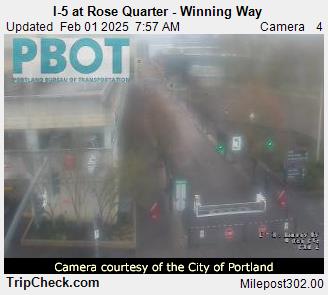 I-5 at Rose Quarter - Winning Way
Updated Feb 01 2025 7:57 AM Camera 4
PBOT
PORTLAND BUREAU OF TRANSPORTATION
Camera courtesy of the City of Portland
TripCheck.com Milepost302.00